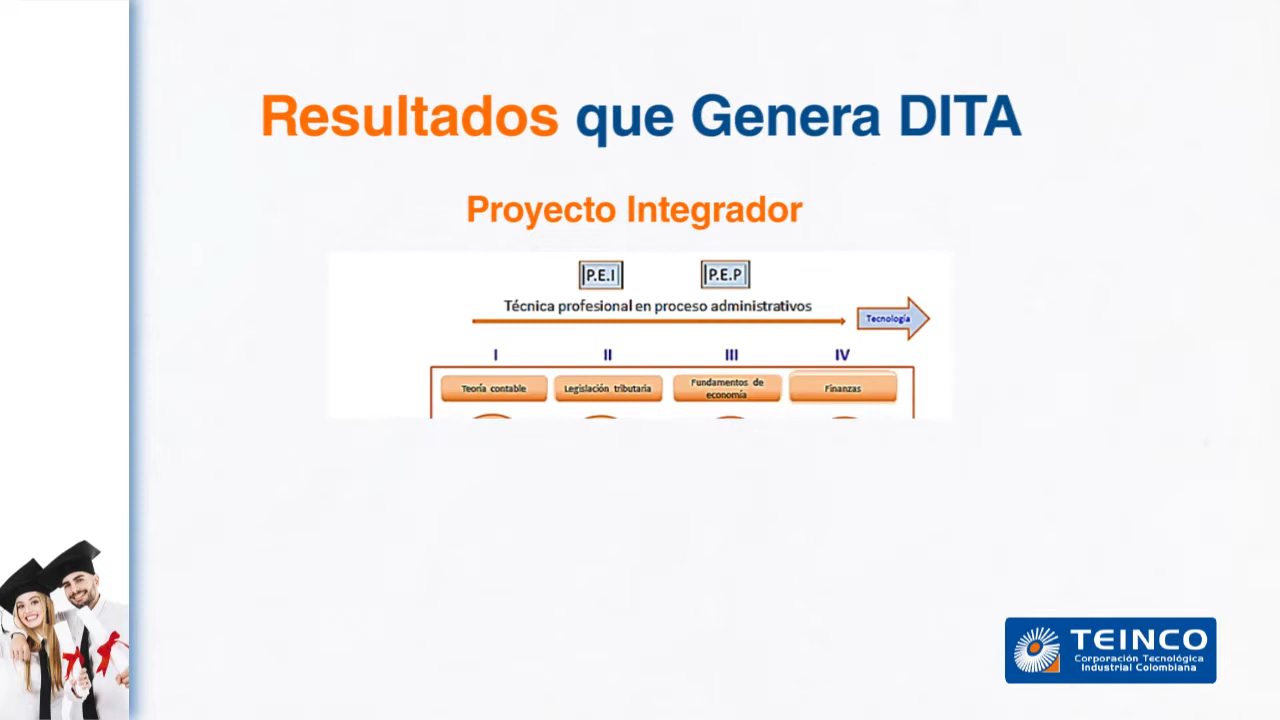 Resultados que Genera DITA
Proyecto Integrador
P.E.I
P.E.P
Técnica profesional en proceso administrativos
Tecnología
I
II
III
IV
Teoría contable
Legislación tributaria
Fundamentos de
economía
Finanzas
TEINCO
Corporación Tecnológica
Industrial Colombiana